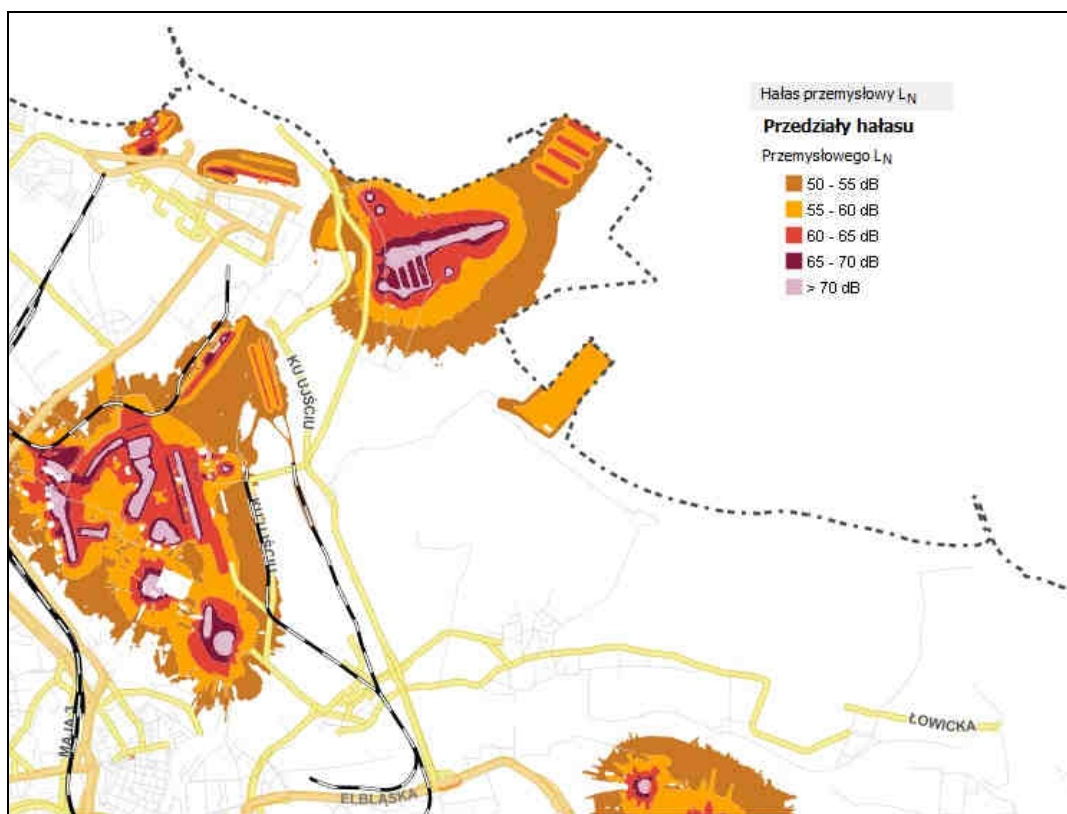 Hałas przemysłowy LN
Przedziały hałasu
Przemysłowego LN
50 - 55 dB
55 - 60 dB
60 - 65 dB
65 - 70 dB
> 70 dB
KU UJŚCIU
KU UJŚCIU
MAJA 3
ŁOWICKA
ELBLĄSKA